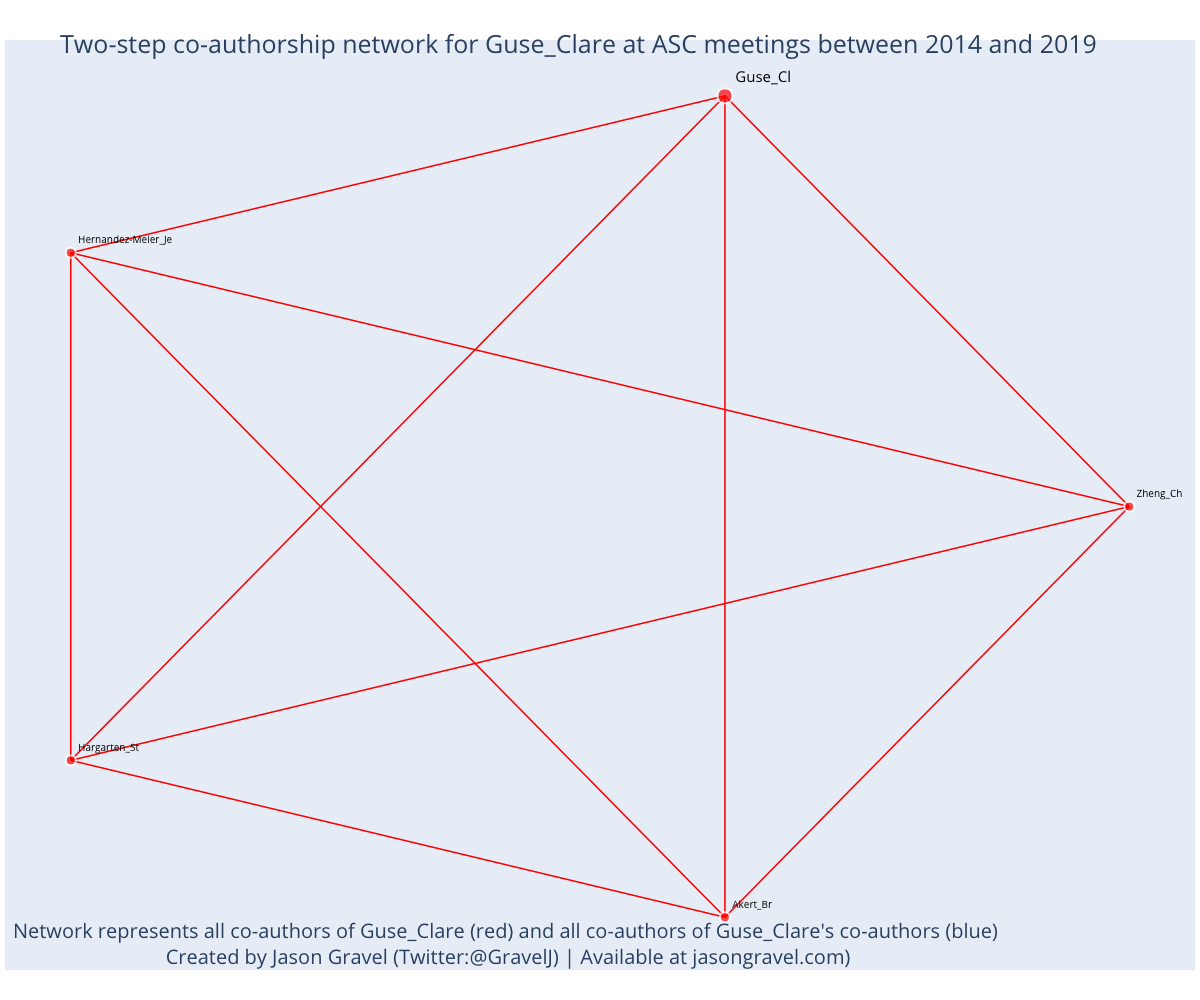 Two-step co-authorship network for Guse_Clare at ASC meetings between 2014 and 2019
Guse_Cl
Hernandez-Meier_Je
Zheng_Ch
Hargarten_St
Akert_Br
Network represents all co-authors of Guse_Clare (red) and all co-authors of Guse_Clare's co-authors (blue)
Created by Jason Gravel (Twitter:@GravelJ) | Available at jasongravel.com)